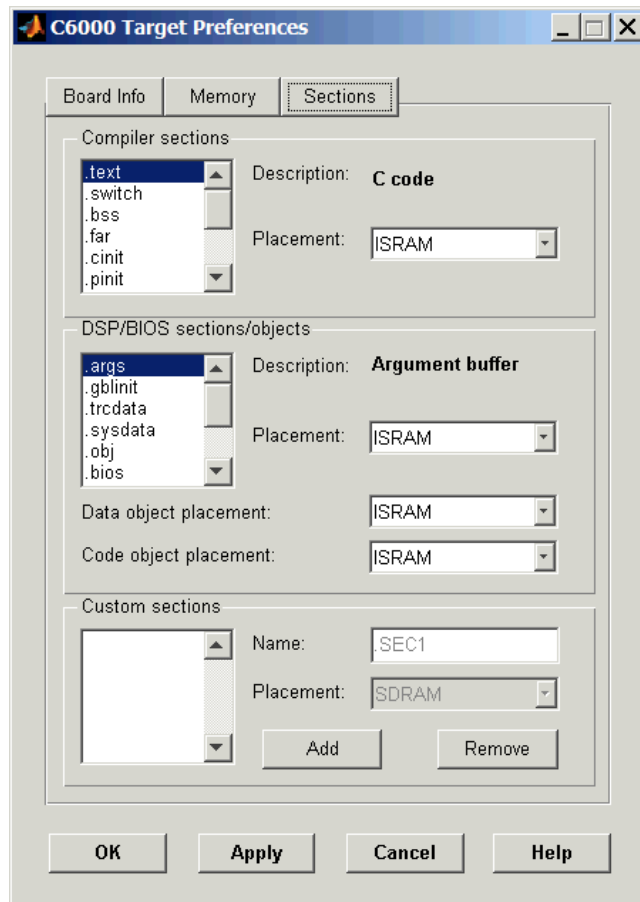 C6000 Target Preferences
Board Info Memory Sections
Compiler sections
.text
.switch
.bss
.far
.cinit
.pinit
Description: C code
Placement: ISRAM
DSP/BIOS sections/objects
.args
.gblinit
.trcdata
.sysdata
.obj
.bios
Description: Argument buffer
Placement: ISRAM
Data object placement: ISRAM
Code object placement: ISRAM
Custom sections
Name: .SEC1
Placement: SDRAM
Add Remove
OK Apply Cancel Help